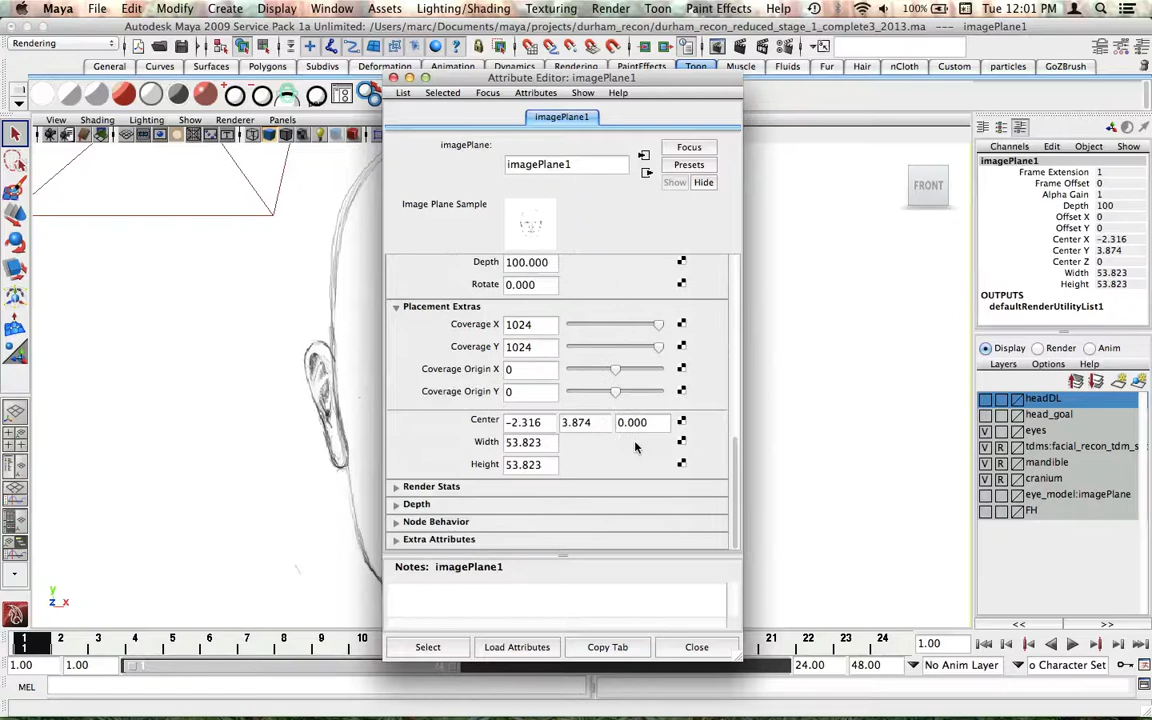 Maya File Edit Modify Create Display Window Assets Lighting/Shading Texturing Render Toon Paint Effects 100% Tue 12:01 PM
Autodesk Maya 2009 Service Pack 1a Unlimited: /Users/marc/Documents/maya/projects/durham_recon/durham_recon_reduced_stage_1_complete3_2013.ma --- imagePlane1
Rendering
General Curves Surfaces Polygons Subdivs Deformation Animation Dynamics Rendering PaintEffects Toon Muscle Fluids Fur Hair nCloth Custom particles GoZBrush
Attribute Editor: imagePlane1
List Selected Focus Attributes Show Help
imagePlane1
imagePlane:
imagePlane1
Focus
Presets
Show Hide
Image Plane Sample
Depth 100.000
Rotate 0.000
Placement Extras
Coverage X 1024
Coverage Y 1024
Coverage Origin X 0
Coverage Origin Y 0
Center -2.316 3.874 0.000
Width 53.823
Height 53.823
Render Stats
Depth
Node Behavior
Extra Attributes
Notes: imagePlane1
Select Load Attributes Copy Tab Close
View Shading Lighting Show Renderer Panels
FRONT
y
z_x
Channels Edit Object Show
imagePlane1
Frame Extension 1
Frame Offset 0
Alpha Gain 1
Depth 100
Offset X 0
Offset Y 0
Center X -2.316
Center Y 3.874
Center Z 0
Width 53.823
Height 53.823
OUTPUTS
defaultRenderUtilityList1
Display Render Anim
Layers Options Help
headDL
head_goal
V eyes
V R tdms:facial_recon_tdm_s
V R mandible
V R cranium
eye_model:imagePlane
FH
<< >>
1 2 3 4 5 6 7 8 9 10 21 22 23 24 1.00
1
1.00 1.00 1 24.00 48.00 No Anim Layer o Character Set
MEL